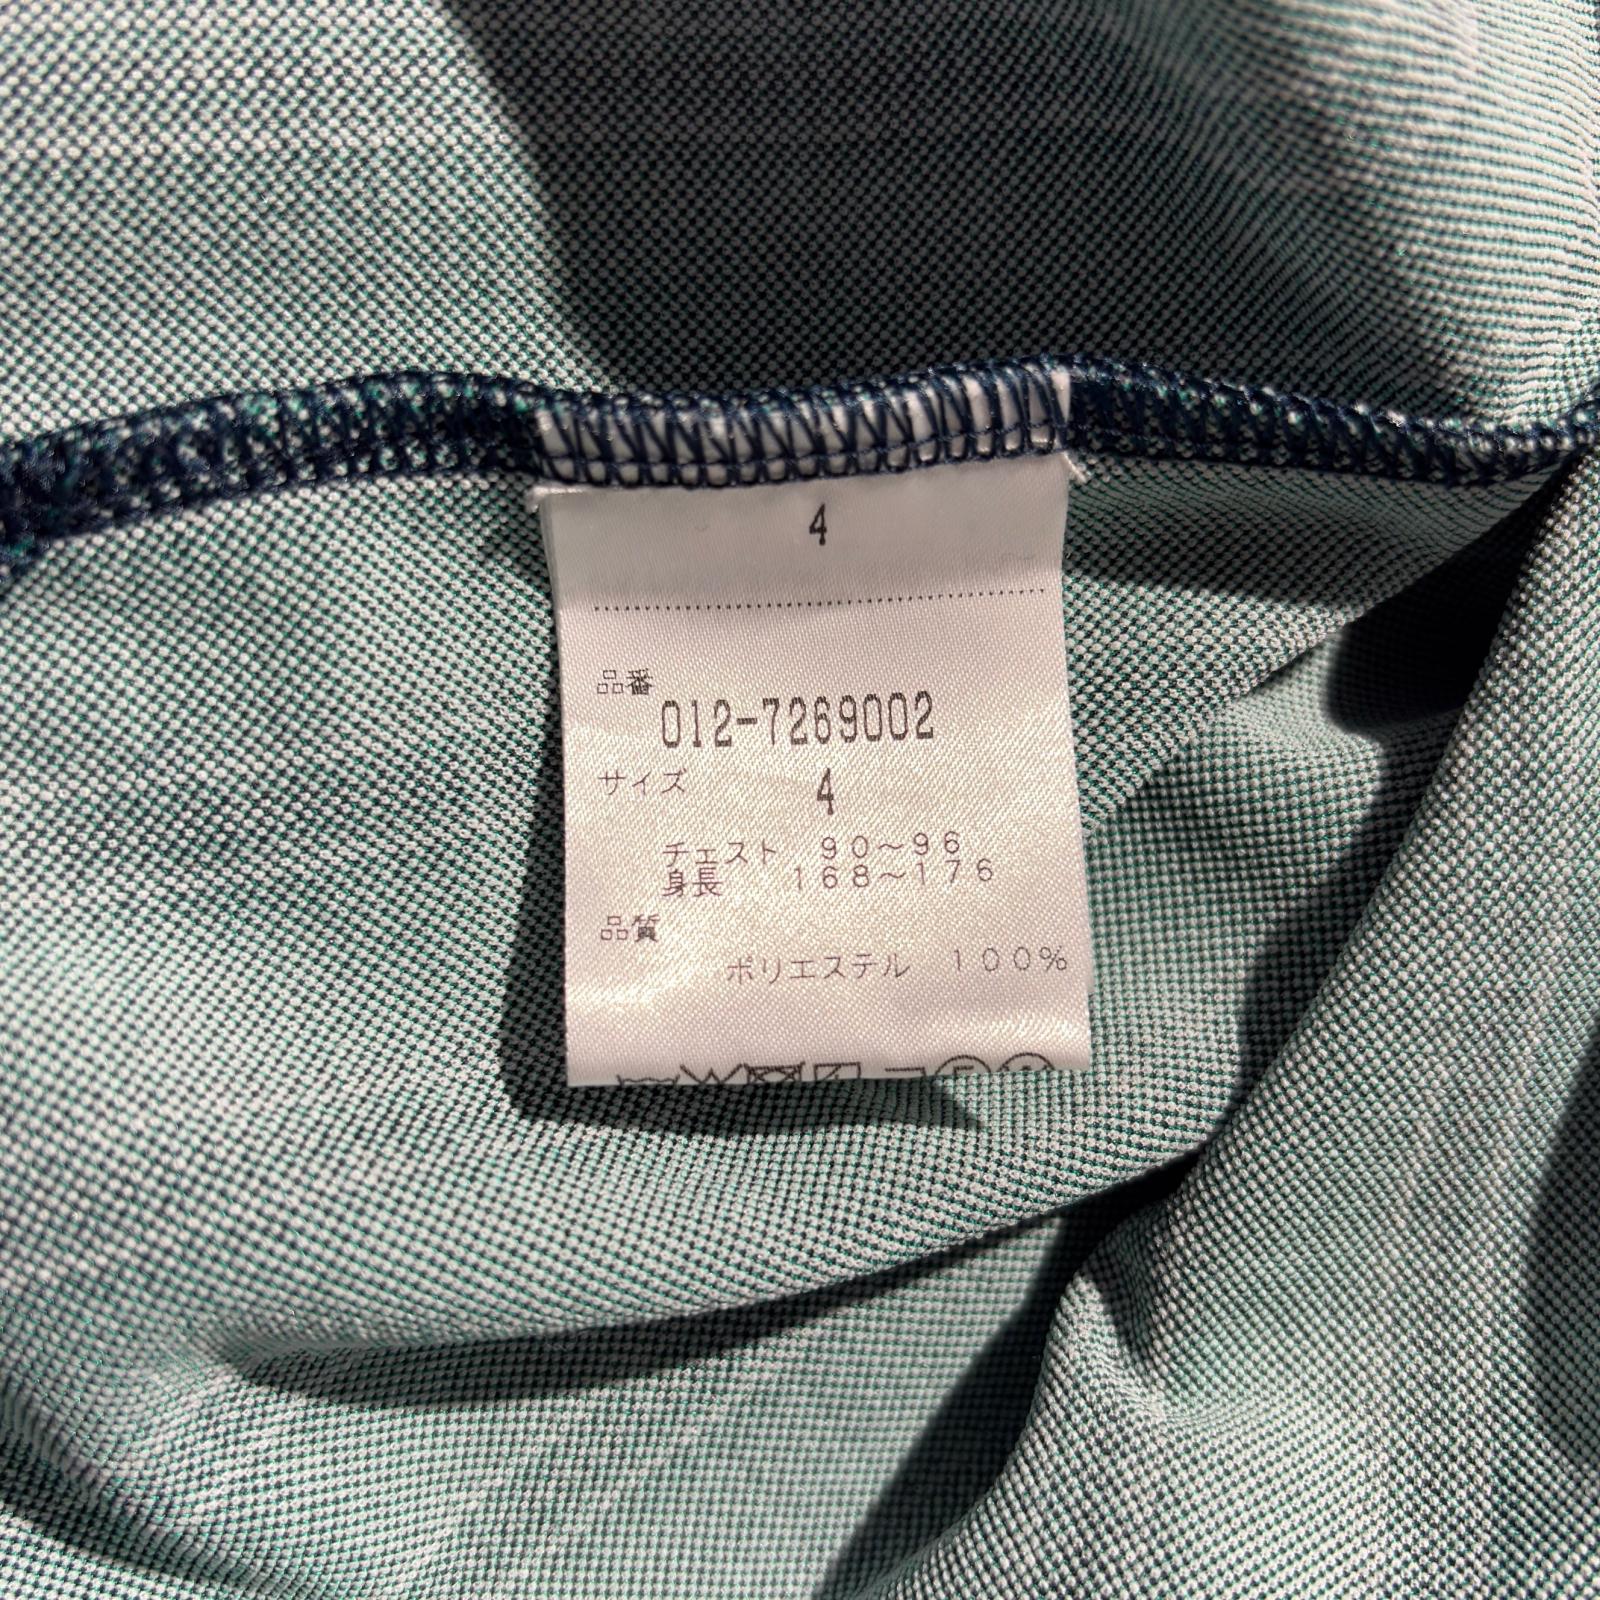 4
品番
012-7269002
サイズ 4
チェスト 90～96
身長 168～176
品質
ポリエステル 100%